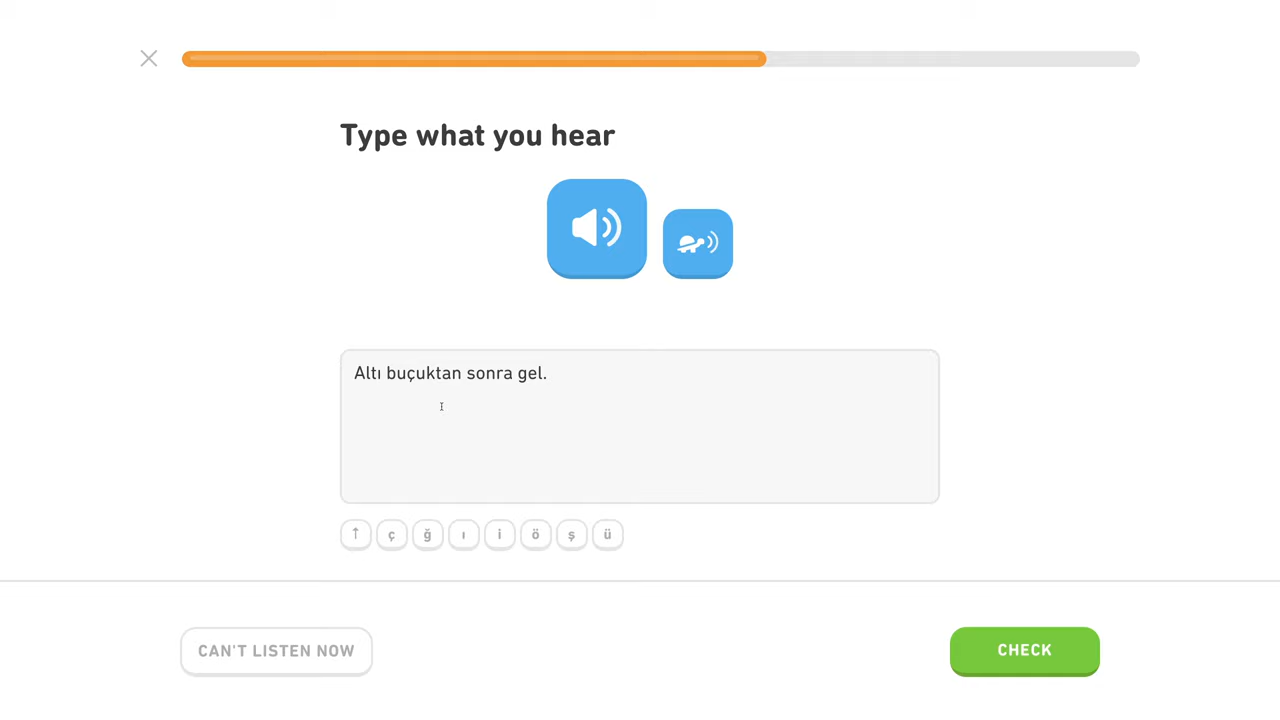 Type what you hear
Altı buçuktan sonra gel.
↑ ç ğ ı i ö ş ü
CAN'T LISTEN NOW
CHECK